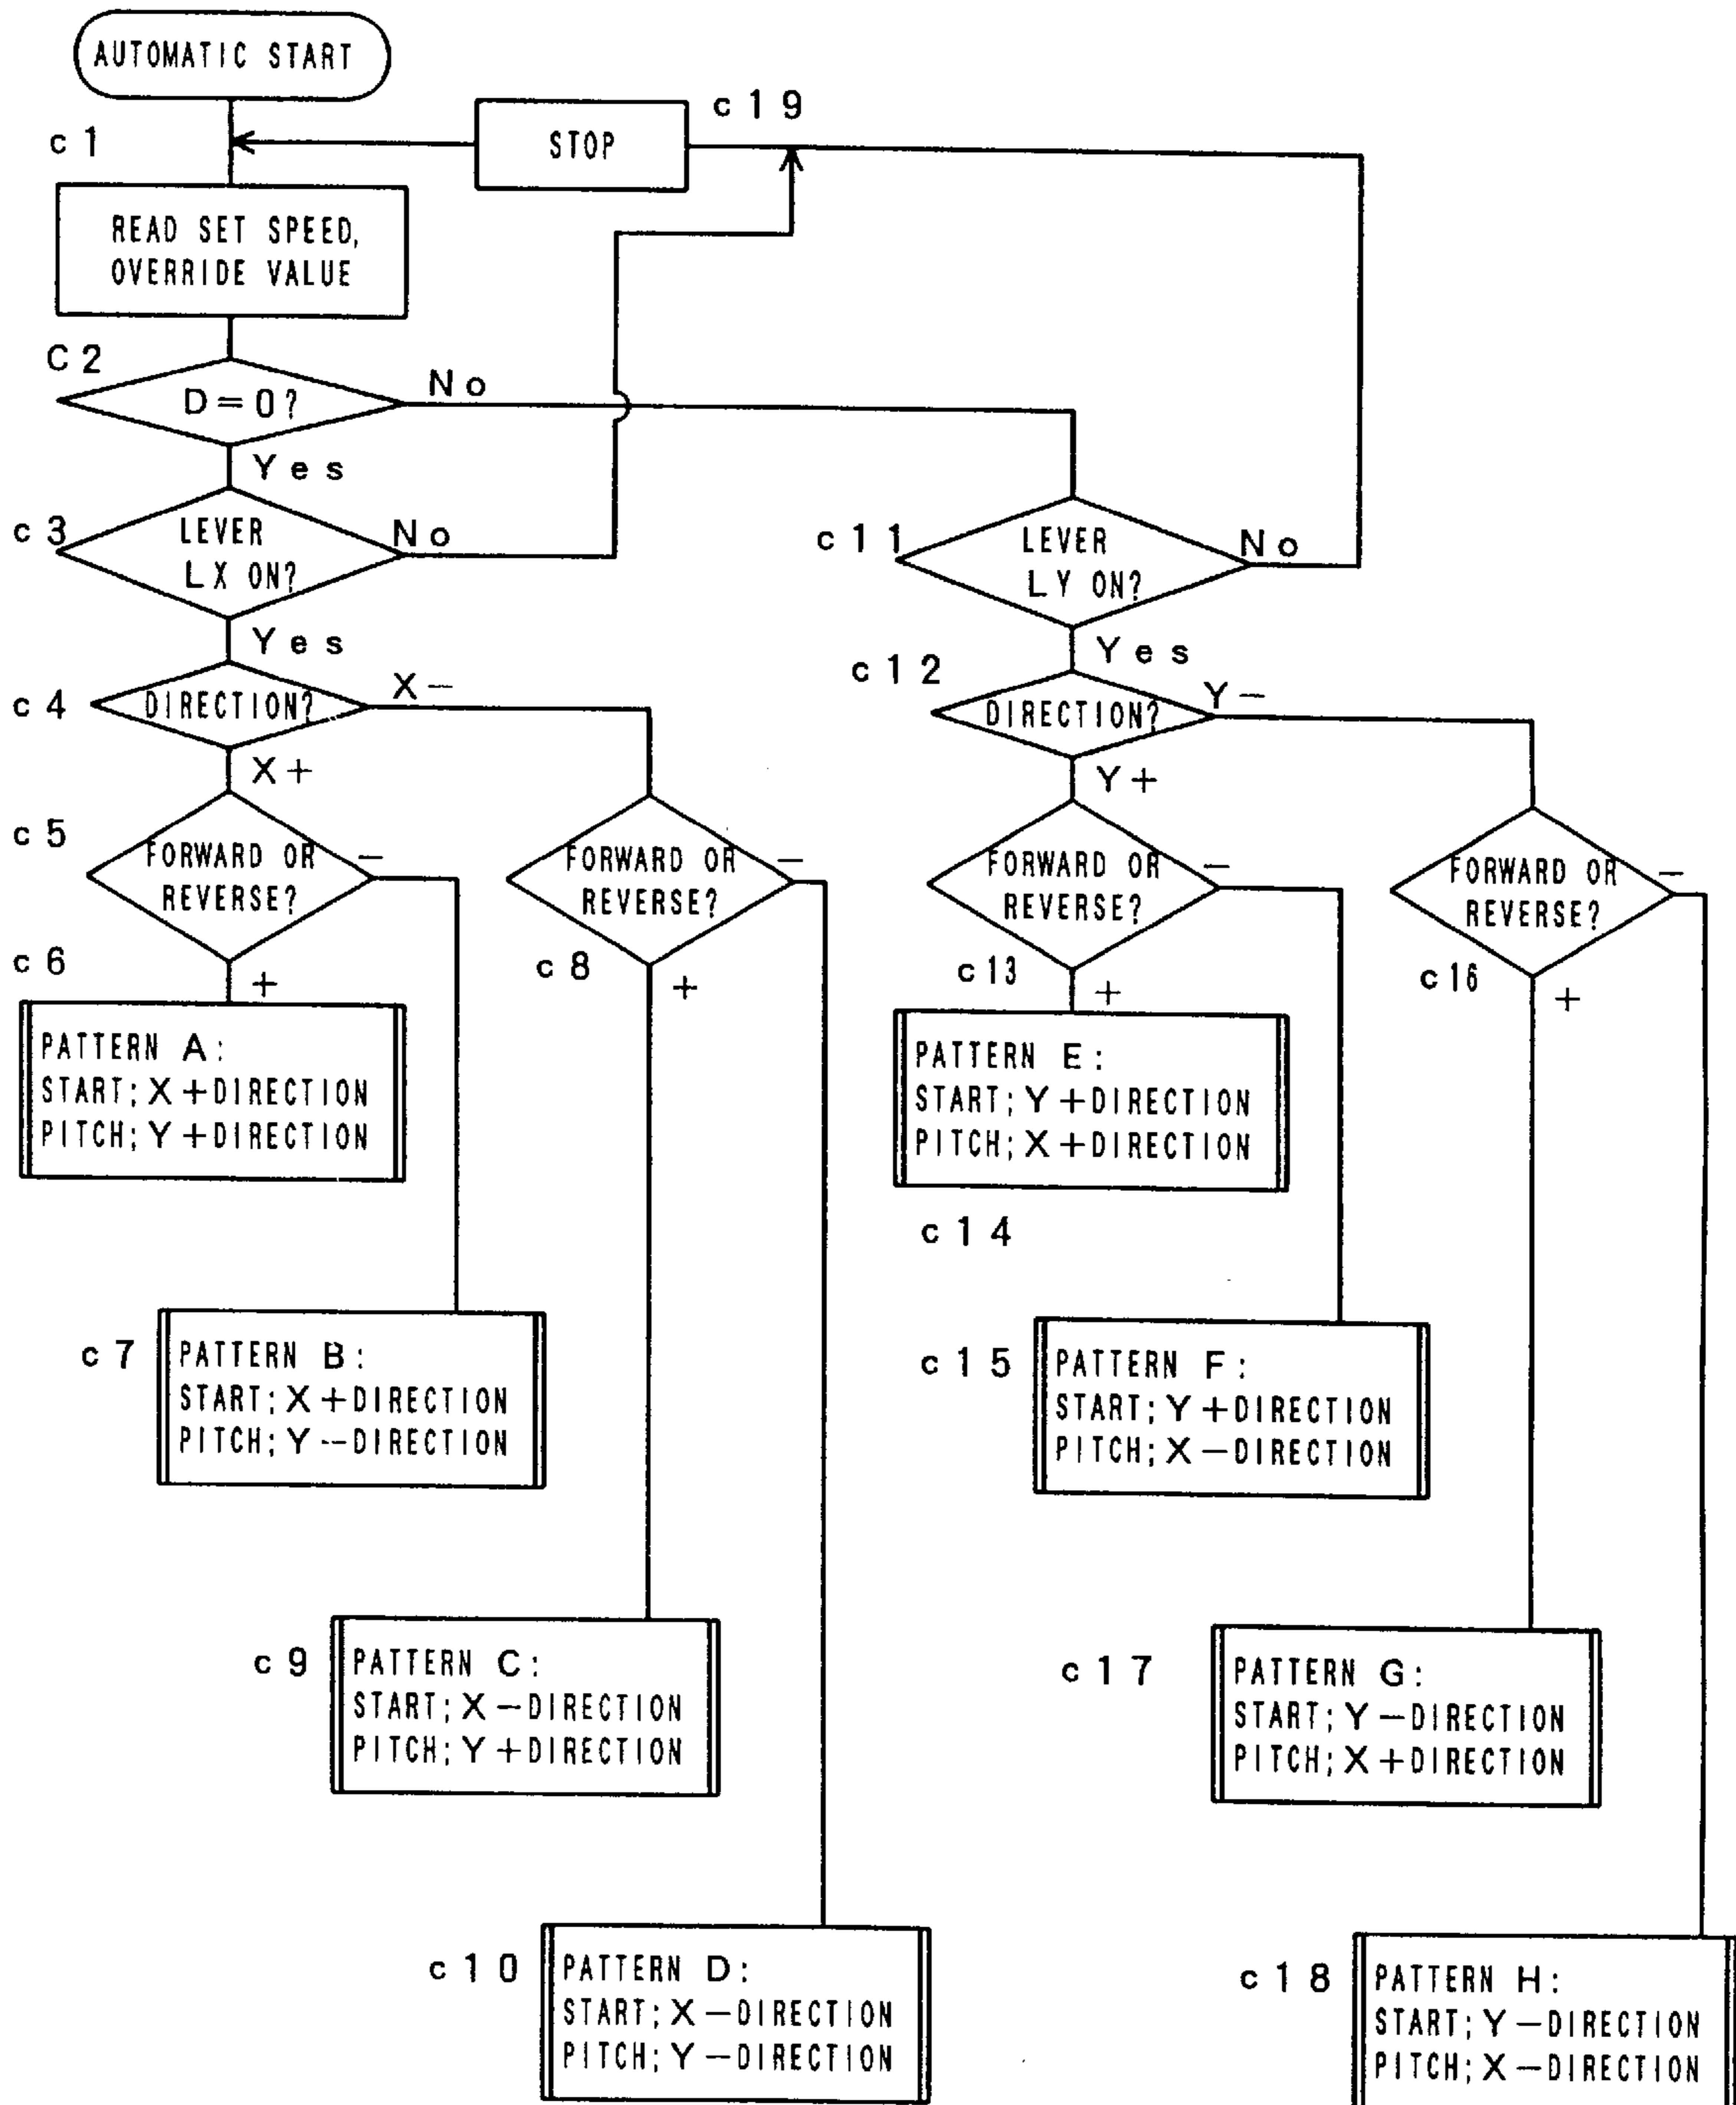 AUTOMATIC START
c19
STOP
c1
READ SET SPEED,
OVERRIDE VALUE
C2
D=0?
No
Yes
c3
LEVER
LX ON?
No
Yes
c4
DIRECTION?
X−
X+
c5
FORWARD OR
REVERSE?
−
+
c6
PATTERN A:
START; X+DIRECTION
PITCH; Y+DIRECTION
c7
PATTERN B:
START; X+DIRECTION
PITCH; Y−DIRECTION
FORWARD OR
REVERSE?
−
c8
+
c9
PATTERN C:
START; X−DIRECTION
PITCH; Y+DIRECTION
c10
PATTERN D:
START; X−DIRECTION
PITCH; Y−DIRECTION
c11
LEVER
LY ON?
No
Yes
c12
DIRECTION?
Y−
Y+
FORWARD OR
REVERSE?
−
c13
+
PATTERN E:
START; Y+DIRECTION
PITCH; X+DIRECTION
c14
c15
PATTERN F:
START; Y+DIRECTION
PITCH; X−DIRECTION
FORWARD OR
REVERSE?
−
c16
+
c17
PATTERN G:
START; Y−DIRECTION
PITCH; X+DIRECTION
c18
PATTERN H:
START; Y−DIRECTION
PITCH; X−DIRECTION